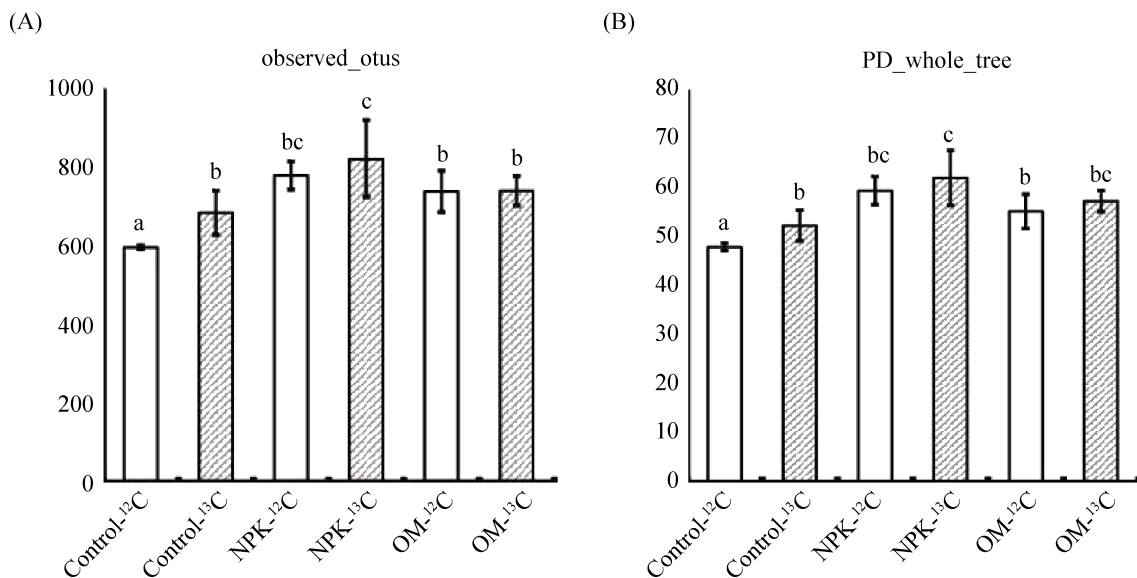 (A)
observed_otus
1000
800
600
400
200
0
a
b
bc
c
b
b
Control-¹²C
Control-¹³C
NPK-¹²C
NPK-¹³C
OM-¹²C
OM-¹³C
(B)
PD_whole_tree
80
70
60
50
40
30
20
10
0
a
b
bc
c
b
bc
Control-¹²C
Control-¹³C
NPK-¹²C
NPK-¹³C
OM-¹²C
OM-¹³C